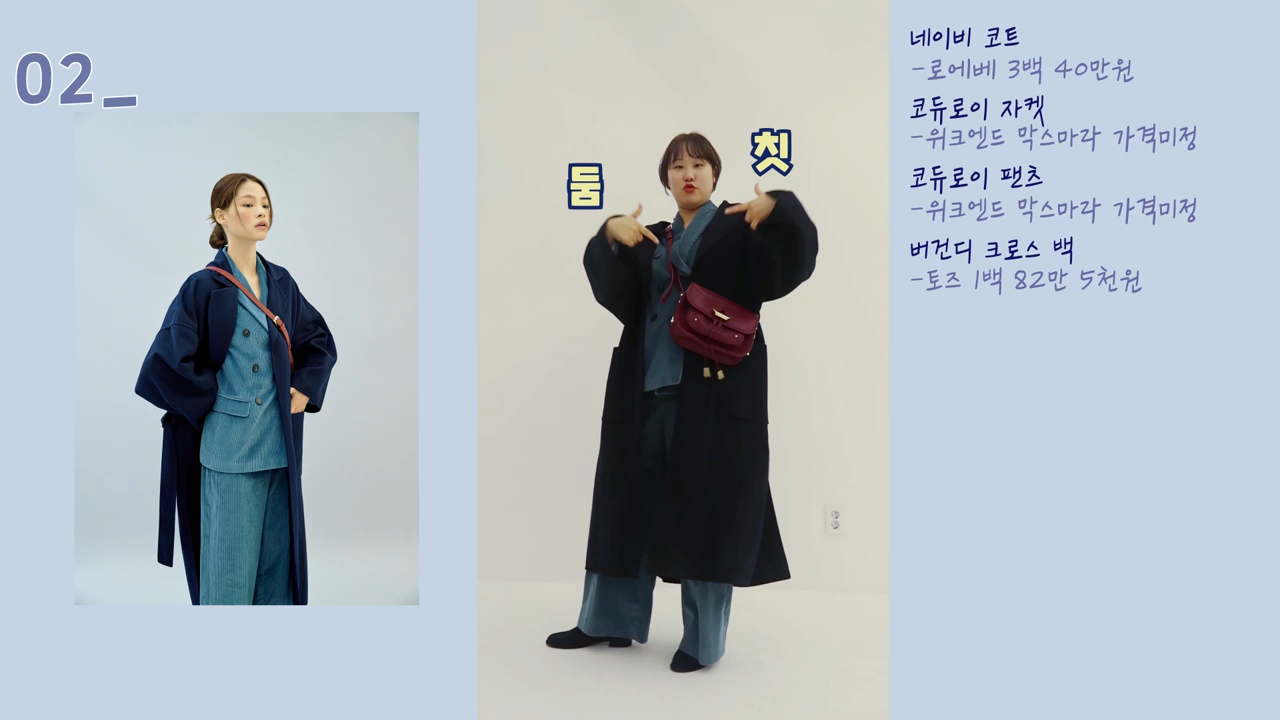 02_
둠
칫
네이비 코트
-로에베 3백 40만원
코듀로이 자켓
-위크엔드 막스마라 가격미정
코듀로이 팬츠
-위크엔드 막스마라 가격미정
버건디 크로스 백
-토즈 1백 82만 5천원